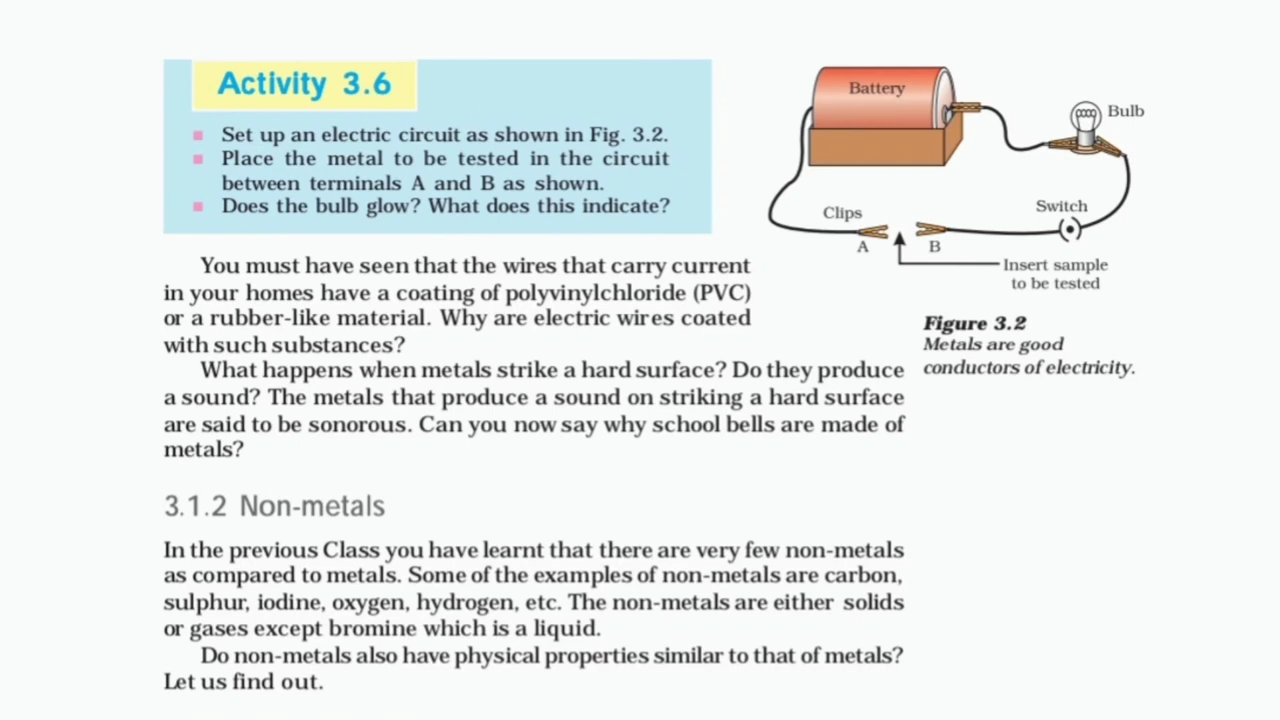 Activity 3.6
Set up an electric circuit as shown in Fig. 3.2.
Place the metal to be tested in the circuit
between terminals A and B as shown.
Does the bulb glow? What does this indicate?
Battery
Bulb
Clips
Switch
A
B
Insert sample
to be tested
Figure 3.2
Metals are good
conductors of electricity.
You must have seen that the wires that carry current
in your homes have a coating of polyvinylchloride (PVC)
or a rubber-like material. Why are electric wires coated
with such substances?
What happens when metals strike a hard surface? Do they produce
a sound? The metals that produce a sound on striking a hard surface
are said to be sonorous. Can you now say why school bells are made of
metals?
3.1.2 Non-metals
In the previous Class you have learnt that there are very few non-metals
as compared to metals. Some of the examples of non-metals are carbon,
sulphur, iodine, oxygen, hydrogen, etc. The non-metals are either solids
or gases except bromine which is a liquid.
Do non-metals also have physical properties similar to that of metals?
Let us find out.